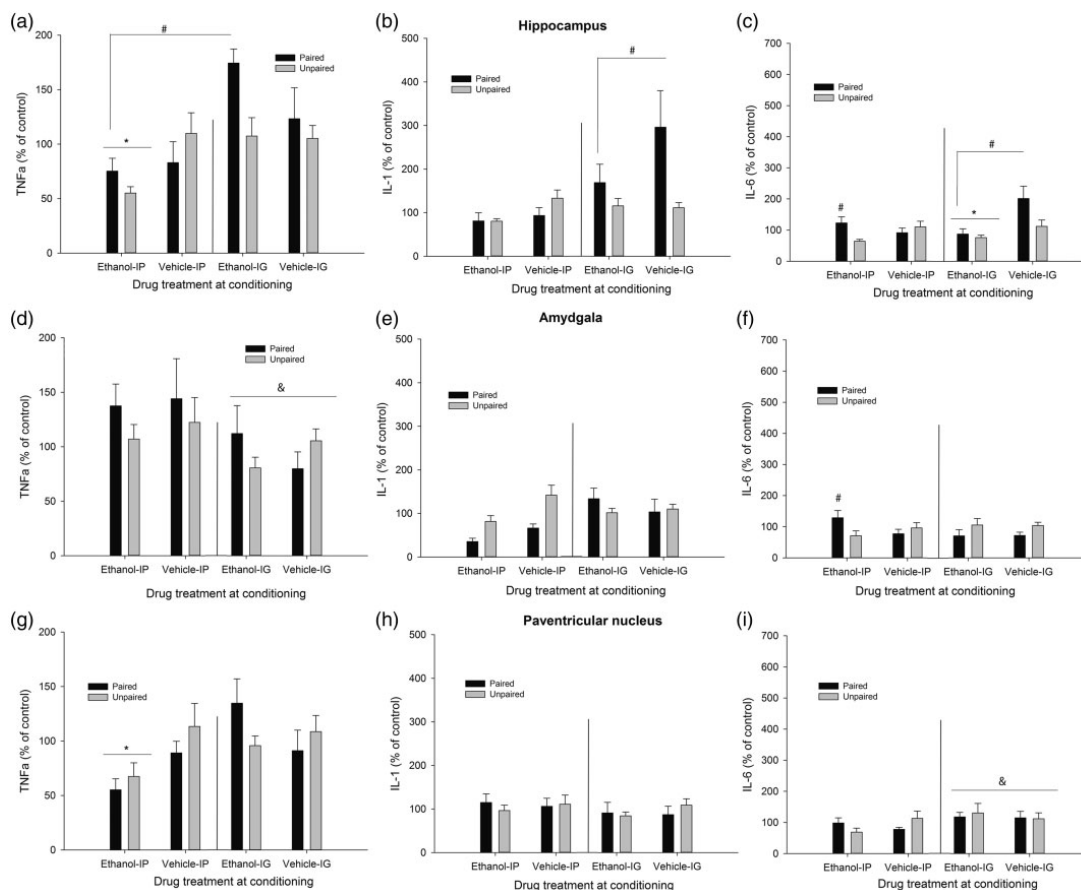 (a)
#
200
150
100
50
0
TNFa (% of control)
Paired
Unpaired
*
Ethanol-IP Vehicle-IP Ethanol-IG Vehicle-IG
Drug treatment at conditioning
(b)
Hippocampus
500
400
300
200
100
0
IL-1 (% of control)
Paired
Unpaired
#
Ethanol-IP Vehicle-IP Ethanol-IG Vehicle-IG
Drug treatment at conditioning
(c)
700
600
500
400
300
200
100
0
IL-6 (% of control)
Paired
Unpaired
#
#
*
Ethanol-IP Vehicle-IP Ethanol-IG Vehicle-IG
Drug treatment at conditioning
(d)
200
150
100
50
0
TNFa (% of control)
Paired
Unpaired
&
Ethanol-IP Vehicle-IP Ethanol-IG Vehicle-IG
Drug treatment at conditioning
(e)
Amydgala
500
400
300
200
100
0
IL-1 (% of control)
Paired
Unpaired
Ethanol-IP Vehicle-IP Ethanol-IG Vehicle-IG
Drug treatment at conditioning
(f)
700
600
500
400
300
200
100
0
IL-6 (% of control)
Paired
Unpaired
#
Ethanol-IP Vehicle-IP Ethanol-IG Vehicle-IG
Drug treatment at conditioning
(g)
200
150
100
50
0
TNFa (% of control)
Paired
Unpaired
*
Ethanol-IP Vehicle-IP Ethanol-IG Vehicle-IG
Drug treatment at conditioning
(h)
Paventricular nucleus
500
400
300
200
100
0
IL-1 (% of control)
Paired
Unpaired
Ethanol-IP Vehicle-IP Ethanol-IG Vehicle-IG
Drug treatment at conditioning
(i)
700
600
500
400
300
200
100
0
IL-6 (% of control)
Paired
Unpaired
&
Ethanol-IP Vehicle-IP Ethanol-IG Vehicle-IG
Drug treatment at conditioning